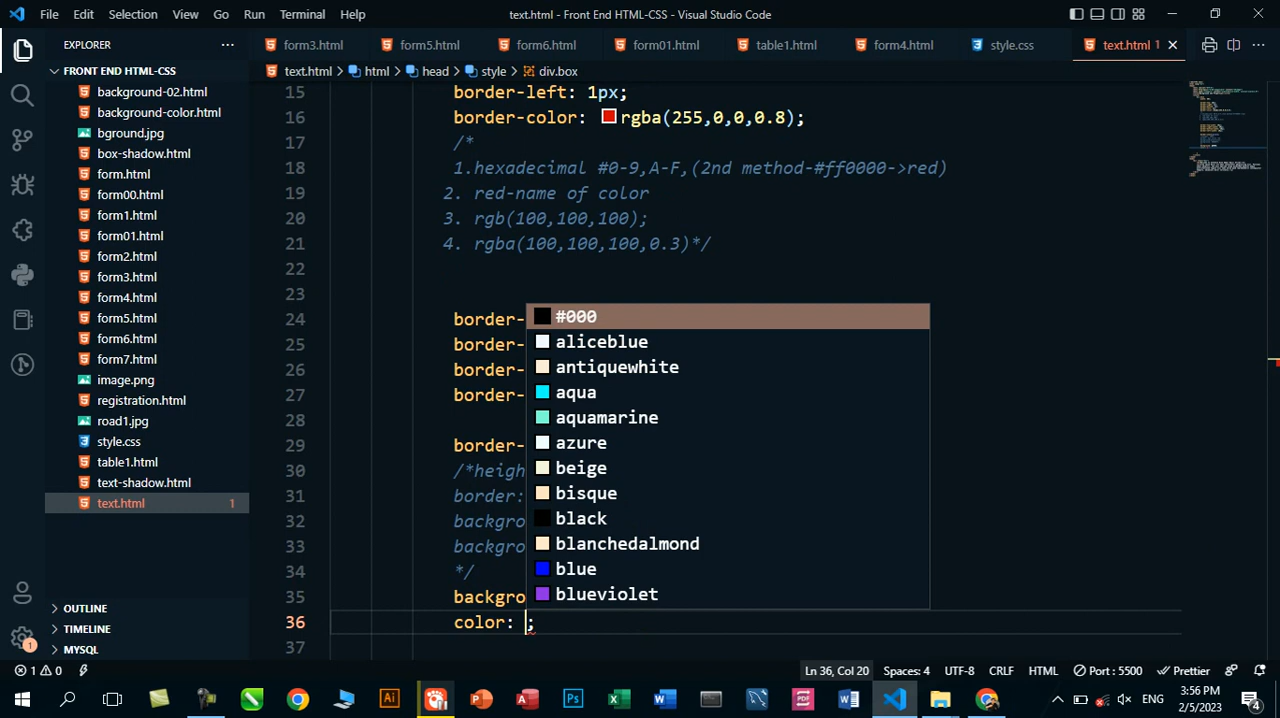 File Edit Selection View Go Run Terminal Help
text.html - Front End HTML-CSS - Visual Studio Code
EXPLORER
form3.html form5.html form6.html form01.html table1.html form4.html style.css text.html 1
FRONT END HTML-CSS
text.html > html > head > style > div.box
background-02.html
background-color.html
bground.jpg
box-shadow.html
form.html
form00.html
form1.html
form01.html
form2.html
form3.html
form4.html
form5.html
form6.html
form7.html
image.png
registration.html
road1.jpg
style.css
table1.html
text-shadow.html
text.html 1
OUTLINE
TIMELINE
MYSQL
15 border-left: 1px;
16 border-color: rgba(255,0,0,0.8);
17 /*
18 1.hexadecimal #0-9,A-F,(2nd method-#ff0000->red)
19 2. red-name of color
20 3. rgb(100,100,100);
21 4. rgba(100,100,100,0.3)*/
22
23
24 border-
25 border-
26 border-
27 border-
28
29 border-
30 /*heigh
31 border:
32 backgro
33 backgro
34 */
35 backgro
36 color: ;
37
#000
aliceblue
antiquewhite
aqua
aquamarine
azure
beige
bisque
black
blanchedalmond
blue
blueviolet
1
1 0
Ln 36, Col 20 Spaces: 4 UTF-8 CRLF HTML Port : 5500 Prettier
ENG
3:56 PM
2/5/2023
4